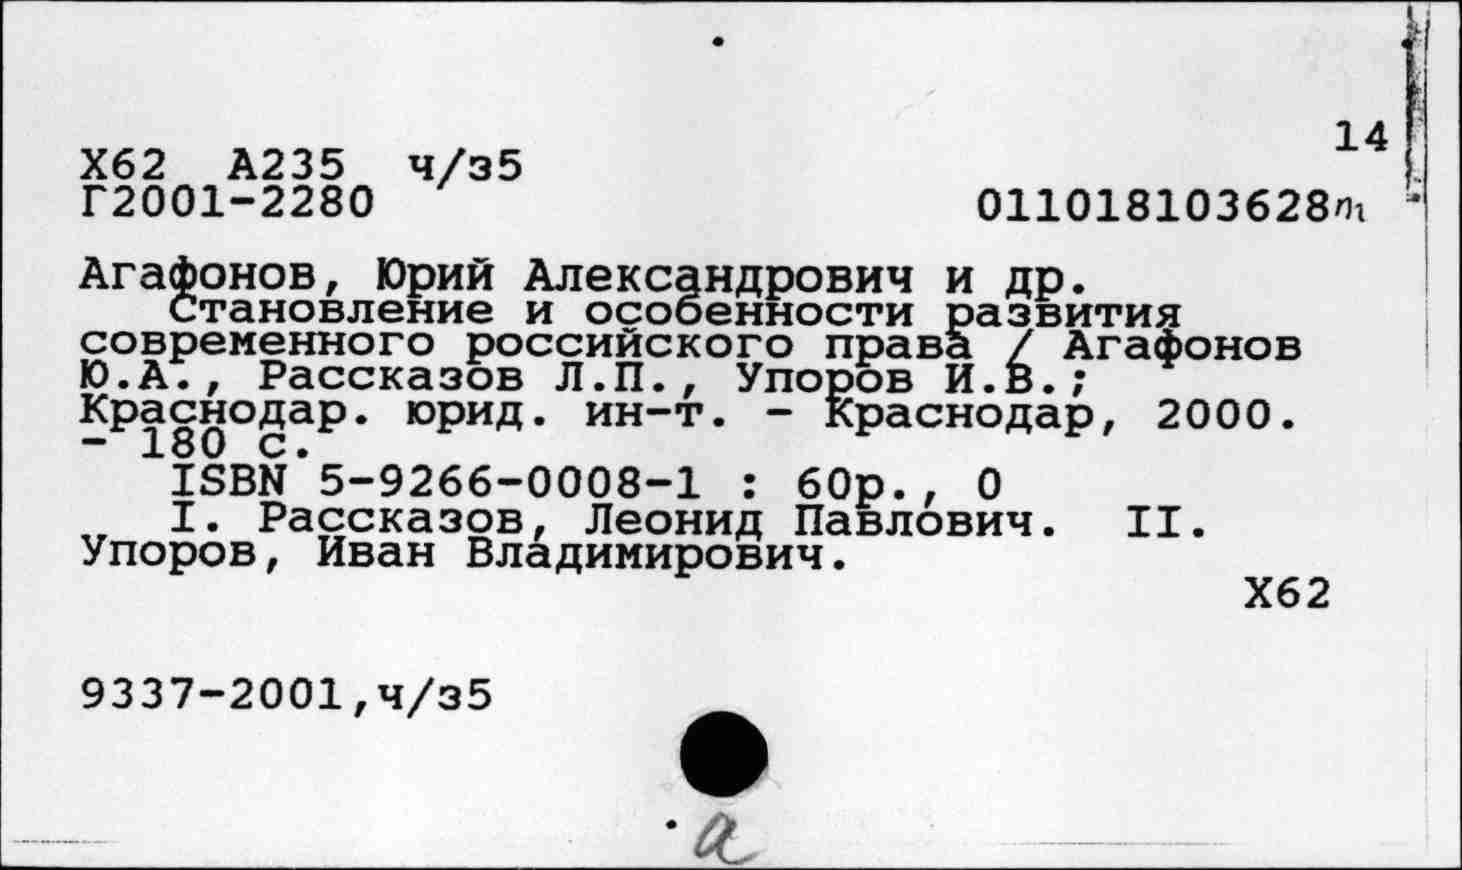 14
Х62 А235 ч/з5
Г2001-2280 011018103628m
Агафонов, Юрий Александрович и др.
Становление и особенности развития
современного российского права / Агафонов
Ю.А., Рассказов Л.П., Упоров И.В.;
Краснодар. юрид. ин-т. - Краснодар, 2000.
- 180 с.
ISBN 5-9266-0008-1 : 60р., 0
I. Рассказов, Леонид Павлович. II.
Упоров, Иван Владимирович.
Х62
9337-2001,ч/з5
а